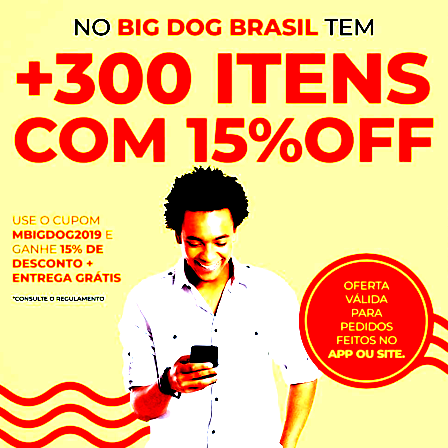 NO BIG DOG BRASIL TEM
+300 ITENS
COM 15%OFF
USE O CUPOM
MBIGDOG2019 E
GANHE 15% DE
DESCONTO +
ENTREGA GRÁTIS
*CONSULTE O REGULAMENTO
OFERTA
VÁLIDA
PARA
PEDIDOS
FEITOS NO
APP OU SITE.